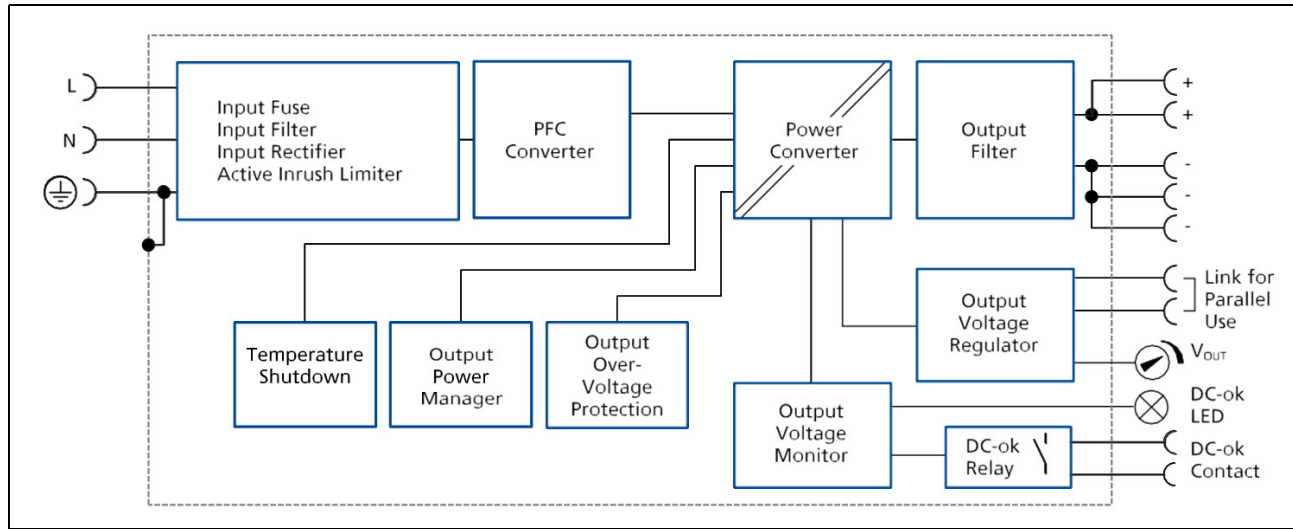 L
N
Input Fuse
Input Filter
Input Rectifier
Active Inrush Limiter
PFC
Converter
Power
Converter
Output
Filter
+
+
-
-
-
Temperature
Shutdown
Output
Power
Manager
Output
Over-
Voltage
Protection
Output
Voltage
Regulator
Link for
Parallel
Use
VOUT
Output
Voltage
Monitor
DC-ok
LED
DC-ok
Relay
DC-ok
Contact